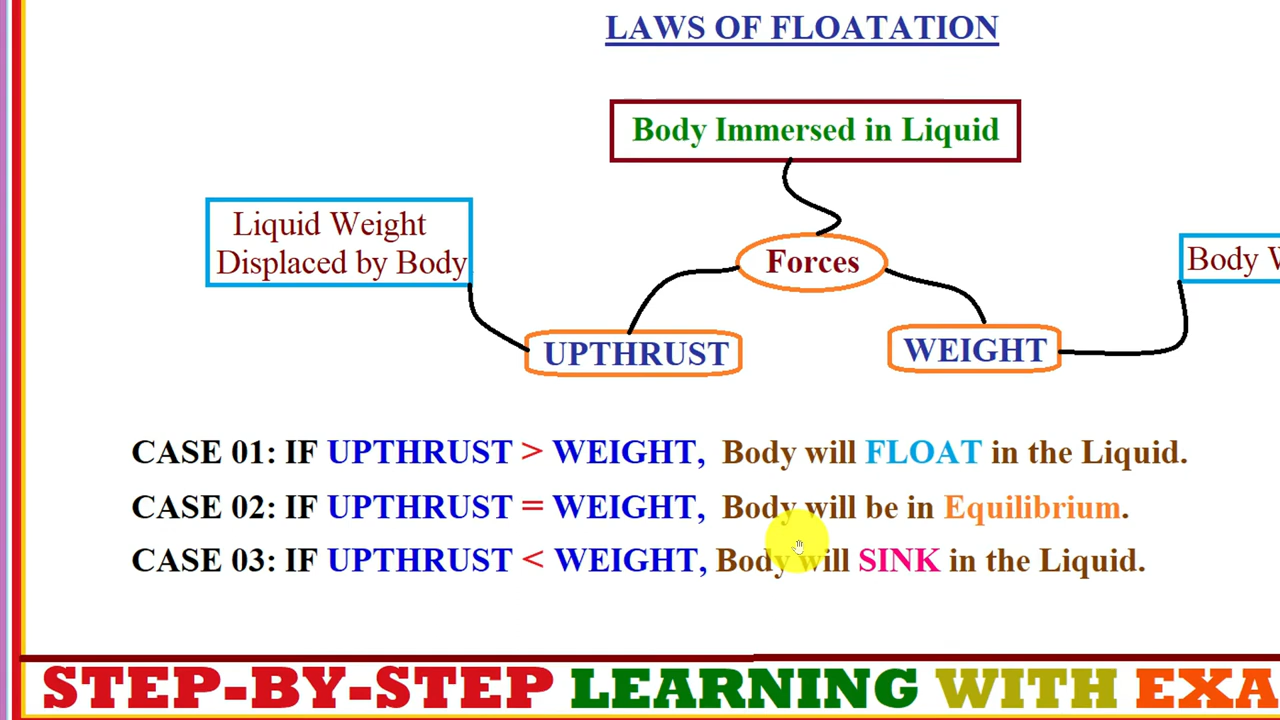 LAWS OF FLOATATION
Body Immersed in Liquid
Liquid Weight
Displaced by Body
Forces
Body W
UPTHRUST
WEIGHT
CASE 01: IF UPTHRUST > WEIGHT, Body will FLOAT in the Liquid.
CASE 02: IF UPTHRUST = WEIGHT, Body will be in Equilibrium.
CASE 03: IF UPTHRUST < WEIGHT, Body will SINK in the Liquid.
STEP-BY-STEP LEARNING WITH EXA